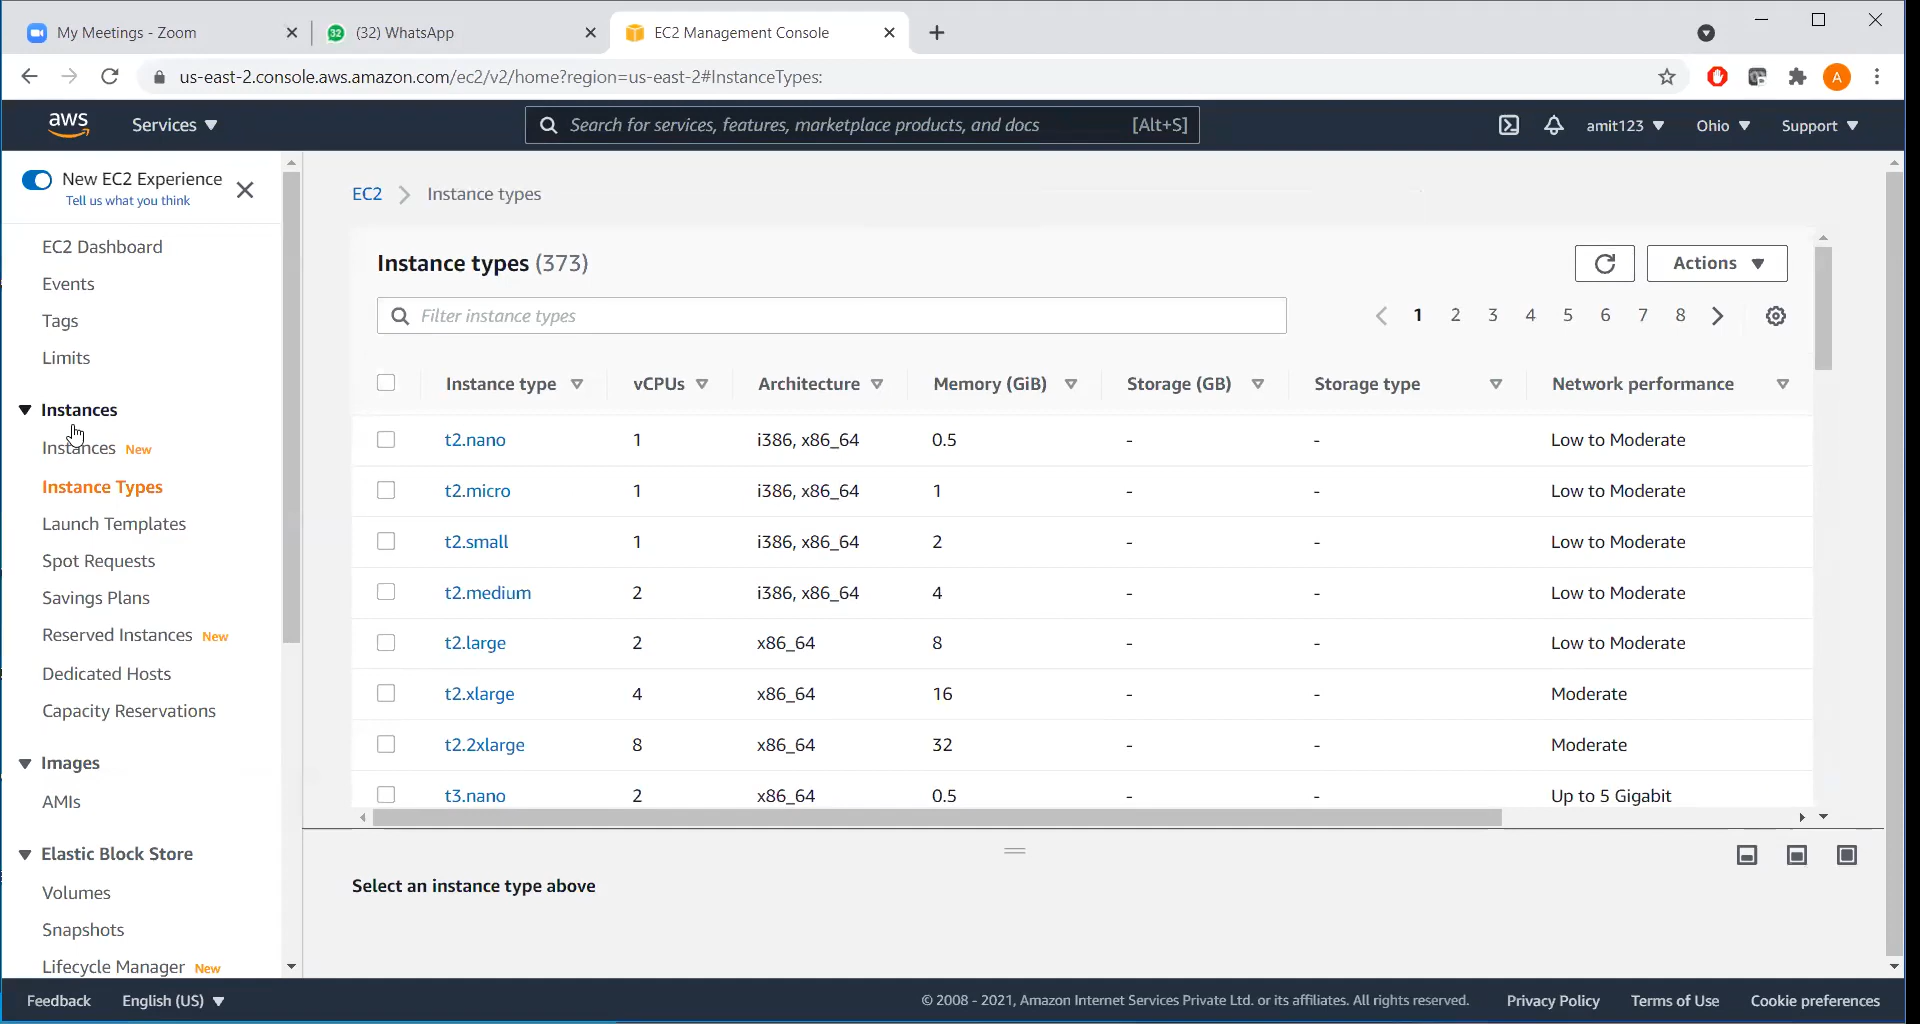 My Meetings - Zoom
32
(32) WhatsApp
EC2 Management Console
us-east-2.console.aws.amazon.com/ec2/v2/home?region=us-east-2#InstanceTypes:
A
aws
Services
Search for services, features, marketplace products, and docs [Alt+S]
amit123
Ohio
Support
New EC2 Experience
Tell us what you think
EC2 Dashboard
Events
Tags
Limits
Instances
Instances New
Instance Types
Launch Templates
Spot Requests
Savings Plans
Reserved Instances New
Dedicated Hosts
Capacity Reservations
Images
AMIs
Elastic Block Store
Volumes
Snapshots
Lifecycle Manager New
EC2 Instance types
Instance types (373)
Actions
Filter instance types
1 2 3 4 5 6 7 8
Instance type vCPUs Architecture Memory (GiB) Storage (GB) Storage type Network performance
t2.nano 1 i386, x86_64 0.5 - - Low to Moderate
t2.micro 1 i386, x86_64 1 - - Low to Moderate
t2.small 1 i386, x86_64 2 - - Low to Moderate
t2.medium 2 i386, x86_64 4 - - Low to Moderate
t2.large 2 x86_64 8 - - Low to Moderate
t2.xlarge 4 x86_64 16 - - Moderate
t2.2xlarge 8 x86_64 32 - - Moderate
t3.nano 2 x86_64 0.5 - - Up to 5 Gigabit
Select an instance type above
Feedback
English (US)
© 2008 - 2021, Amazon Internet Services Private Ltd. or its affiliates. All rights reserved.
Privacy Policy
Terms of Use
Cookie preferences